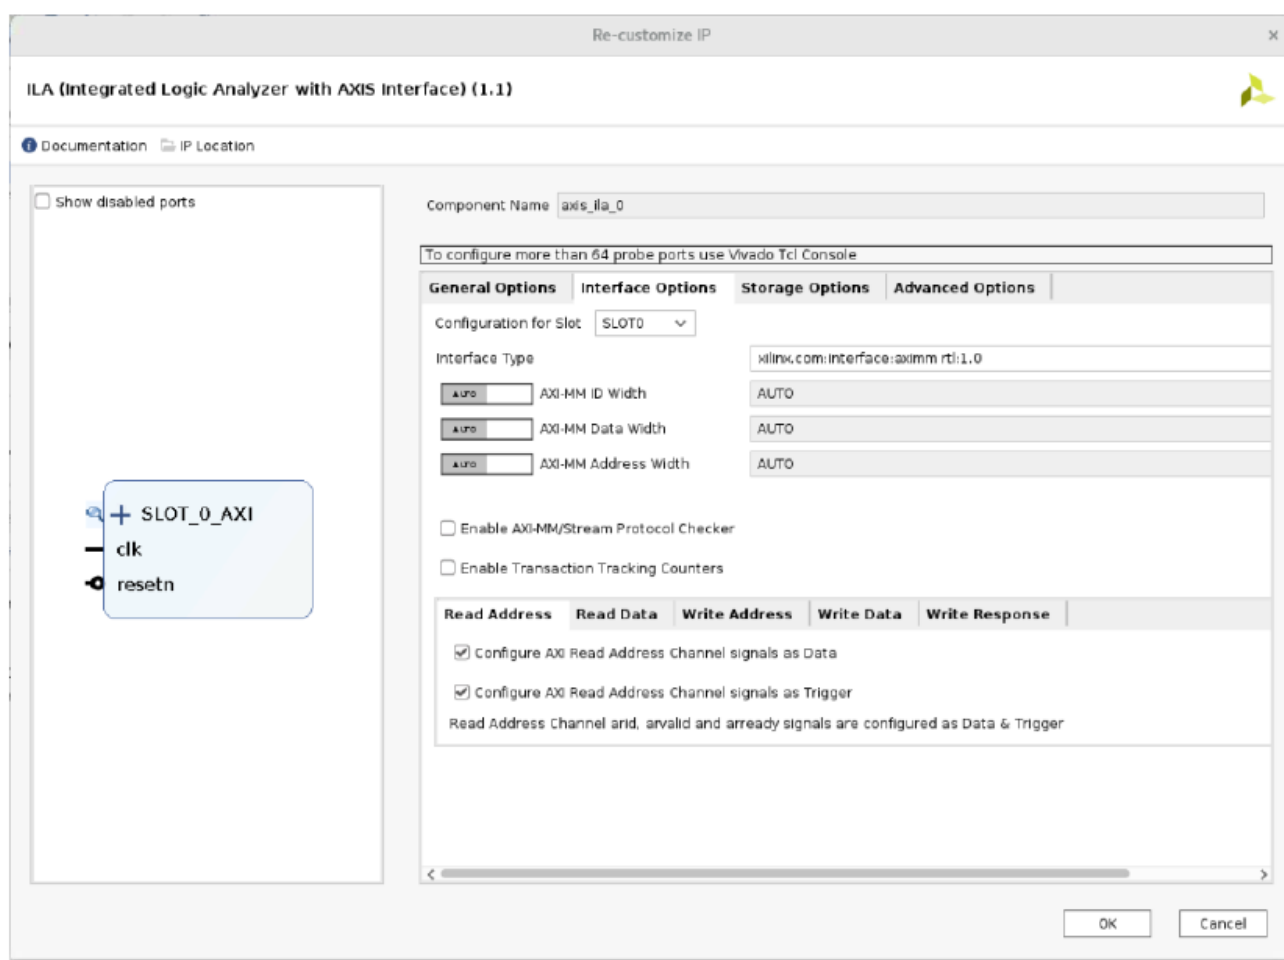 Re-customize IP
ILA (Integrated Logic Analyzer with AXIS Interface) (1.1)
Documentation IP Location
Show disabled ports
SLOT_0_AXI
clk
resetn
Component Name axis_ila_0
To configure more than 64 probe ports use Vivado Tcl Console
General Options Interface Options Storage Options Advanced Options
Configuration for Slot SLOT0
Interface Type xilinx.com:interface:aximm rtl:1.0
AUTO AXI-MM ID Width AUTO
AUTO AXI-MM Data Width AUTO
AUTO AXI-MM Address Width AUTO
Enable AXI-MM/Stream Protocol Checker
Enable Transaction Tracking Counters
Read Address Read Data Write Address Write Data Write Response
Configure AXI Read Address Channel signals as Data
Configure AXI Read Address Channel signals as Trigger
Read Address Channel arid, arvalid and arready signals are configured as Data & Trigger
OK Cancel